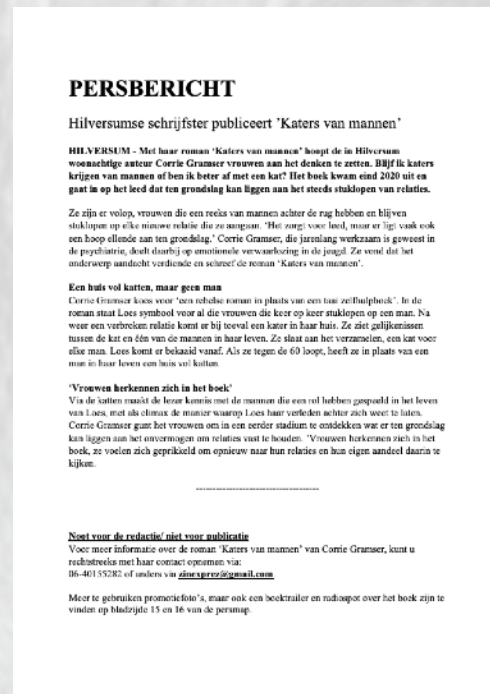 PERSBERICHT
Hilversumse schrijfster publiceert 'Katers van mannen'
HILVERSUM - Met haar roman 'Katers van mannen' hoopt de in Hilversum
woonachtige auteur Corrie Gramser vrouwen aan het denken te zetten. Blijf ik katers
krijgen van mannen of ben ik beter af met een kat? Het boek kwam eind 2020 uit en
gaat in op het leed dat ten grondslag kan liggen aan het steeds stuklopen van relaties.
Ze zijn er volop, vrouwen die een reeks van mannen achter de rug hebben en blijven
stuklopen op elke nieuwe relatie die ze aangaan. 'Het zorgt voor leed, maar er ligt vaak ook
een hoop ellende aan ten grondslag.' Corrie Gramser, die jarenlang werkzaam is geweest in
de psychiatrie, doelt daarbij op emotionele verwaarlozing in de jeugd. Ze vond dat het
onderwerp aandacht verdiende en schreef de roman 'Katers van mannen'.
Een huis vol katten, maar geen man
Corrie Gramser koos voor 'een rebelse roman in plaats van een taai zelfhulpboek'. In de
roman staat Loes symbool voor al die vrouwen die keer op keer stuklopen op een man. Na
weer een verbroken relatie komt er bij toeval een kater in haar huis. Ze ziet gelijkenissen
tussen de kat en één van de mannen in haar leven. Ze slaat aan het verzamelen, een kat voor
elke man. Loes komt er bekaaid vanaf. Als ze tegen de 60 loopt, heeft ze in plaats van een
man in haar leven een huis vol katten.
'Vrouwen herkennen zich in het boek'
Via de katten maakt de lezer kennis met de mannen die een rol hebben gespeeld in het leven
van Loes, met als climax de manier waarop Loes haar verleden achter zich weet te laten.
Corrie Gramser gunt het vrouwen om in een eerder stadium te ontdekken wat er ten grondslag
kan liggen aan het onvermogen om relaties vast te houden. 'Vrouwen herkennen zich in het
boek, ze voelen zich geprikkeld om opnieuw naar hun relaties en hun eigen aandeel daarin te
kijken.
-------------------------------------
Noot voor de redactie/ niet voor publicatie
Voor meer informatie over de roman 'Katers van mannen' van Corrie Gramser, kunt u
rechtstreeks met haar contact opnemen via:
06-40155282 of anders via zinexprez@gmail.com
Meer te gebruiken promotiefoto's, maar ook een boektrailer en radiospot over het boek zijn te
vinden op bladzijde 15 en 16 van de persmap.